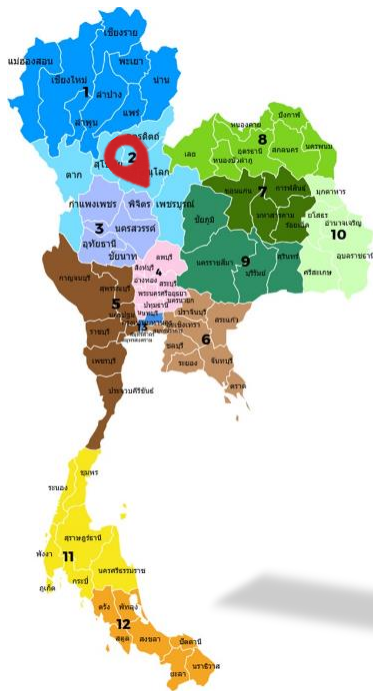 เชียงราย
แม่ฮ่องสอน
พะเยา
เชียงใหม่
น่าน
ลำปาง
1
แพร่
ลำพูน
2
ตาก
เลย
หนองคาย
บึงกาฬ
8
อุดรธานี
สกลนคร
นครพนม
หนองบัวลำภู
กำแพงเพชร
พิจิตร
เพชรบูรณ์
3
นครสวรรค์
อุทัยธานี
ชัยนาท
ขอนแก่น
7
กาฬสินธุ์
มุกดาหาร
มหาสารคาม
ยโสธร
ร้อยเอ็ด
อำนาจเจริญ
10
ชัยภูมิ
อุบลราชธานี
ศรีสะเกษ
สุรินทร์
9
นครราชสีมา
บุรีรัมย์
ลพบุรี
สิงห์บุรี
4
อ่างทอง
สระบุรี
พระนครศรีอยุธยา
ปทุมธานี
นครนายก
กาญจนบุรี
สุพรรณบุรี
5
นครปฐม
นนทบุรี
13
ราชบุรี
เพชรบุรี
ประจวบคีรีขันธ์
ปราจีนบุรี
ฉะเชิงเทรา
สระแก้ว
ชลบุรี
6
ระยอง
จันทบุรี
ตราด
ชุมพร
ระนอง
สุราษฎร์ธานี
พังงา
11
นครศรีธรรมราช
กระบี่
ภูเก็ต
ตรัง
พัทลุง
12
สตูล
สงขลา
ปัตตานี
ยะลา
นราธิวาส